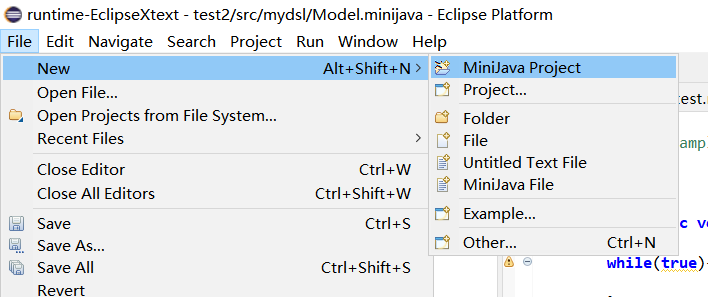 runtime-EclipseXtext - test2/src/mydsl/Model.minijava - Eclipse Platform
File Edit Navigate Search Project Run Window Help
New Alt+Shift+N
Open File...
Open Projects from File System...
Recent Files
Close Editor Ctrl+W
Close All Editors Ctrl+Shift+W
Save Ctrl+S
Save As...
Save All Ctrl+Shift+S
Revert
MiniJava Project
Project...
Folder
File
Untitled Text File
MiniJava File
Example...
Other... Ctrl+N
test.
amp
c v
while(true)